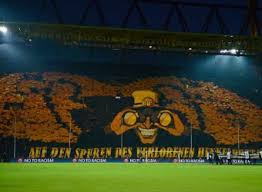 AUF DEN SPUREN DES VERLORENEN
NO TO RACISM NO TO RACISM NO TO RACISM NO TO RACISM